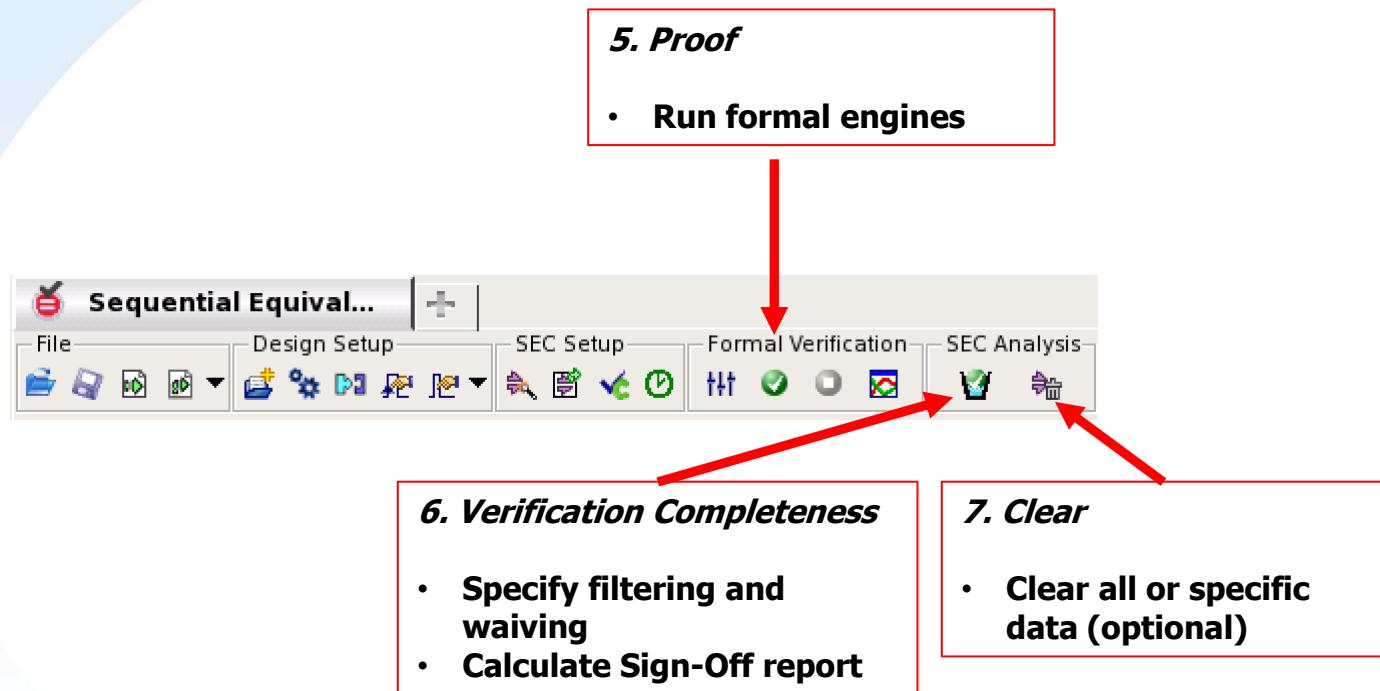 5. Proof
• Run formal engines
Sequential Equival...
File
Design Setup
SEC Setup
Formal Verification
SEC Analysis
6. Verification Completeness
• Specify filtering and
waiving
• Calculate Sign-Off report
7. Clear
• Clear all or specific
data (optional)